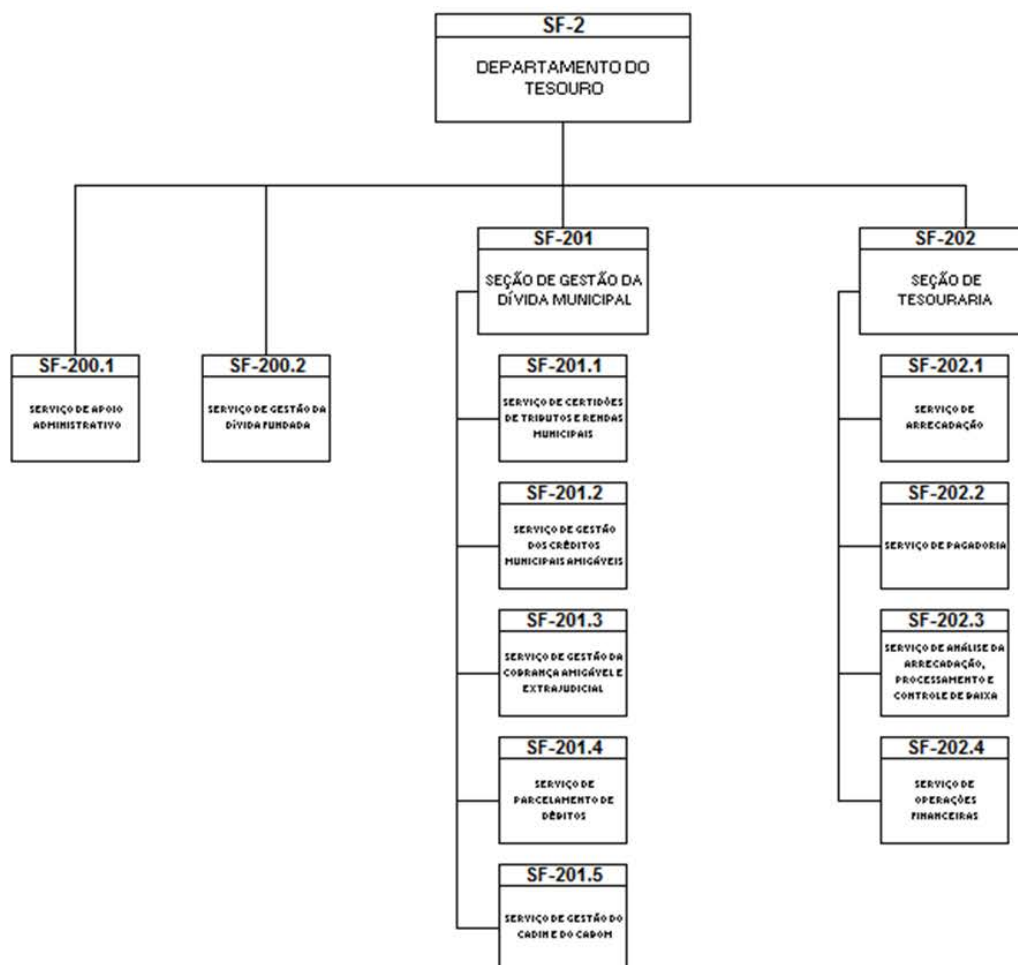 SF-2
DEPARTAMENTO DO
TESOURO
SF-201
SEÇÃO DE GESTÃO DA
DÍVIDA MUNICIPAL
SF-202
SEÇÃO DE
TESOURARIA
SF-200.1
SERVIÇO DE APOIO
ADMINISTRATIVO
SF-200.2
SERVIÇO DE GESTÃO DA
DÍVIDA FUNDADA
SF-201.1
SERVIÇO DE CERTIDÕES
DE TRIBUTOS E RENDAS
MUNICIPAIS
SF-201.2
SERVIÇO DE GESTÃO
DOS CRÉDITOS
MUNICIPAIS AMIGÁVEIS
SF-201.3
SERVIÇO DE GESTÃO DA
COBRANÇA AMIGÁVEL E
EXTRAJUDICIAL
SF-201.4
SERVIÇO DE
PARCELAMENTO DE
DÉBITOS
SF-201.5
SERVIÇO DE GESTÃO DO
CADIN E DO CADOM
SF-202.1
SERVIÇO DE
ARRECADAÇÃO
SF-202.2
SERVIÇO DE PAGADORIA
SF-202.3
SERVIÇO DE ANÁLISE DA
ARRECADAÇÃO,
PROCESSAMENTO E
CONTROLE DE BAIXA
SF-202.4
SERVIÇO DE
OPERAÇÕES
FINANCEIRAS